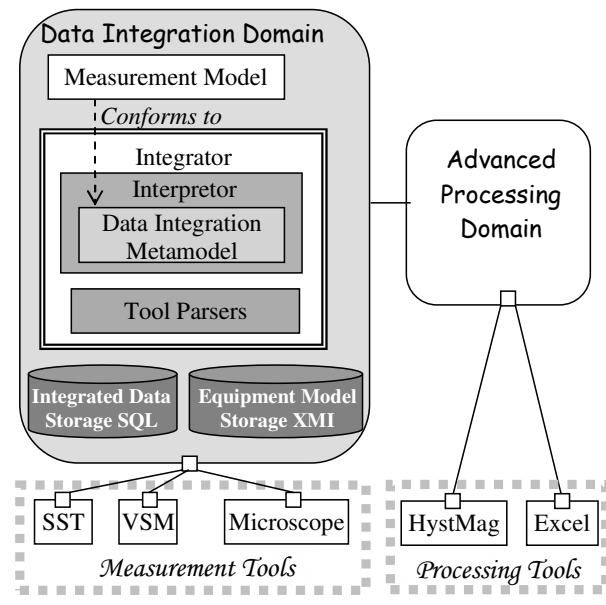 Data Integration Domain
Measurement Model
Conforms to
Integrator
Interpretor
Data Integration
Metamodel
Tool Parsers
Integrated Data
Storage SQL
Equipment Model
Storage XMI
Advanced
Processing
Domain
SST
VSM
Microscope
Measurement Tools
HystMag
Excel
Processing Tools